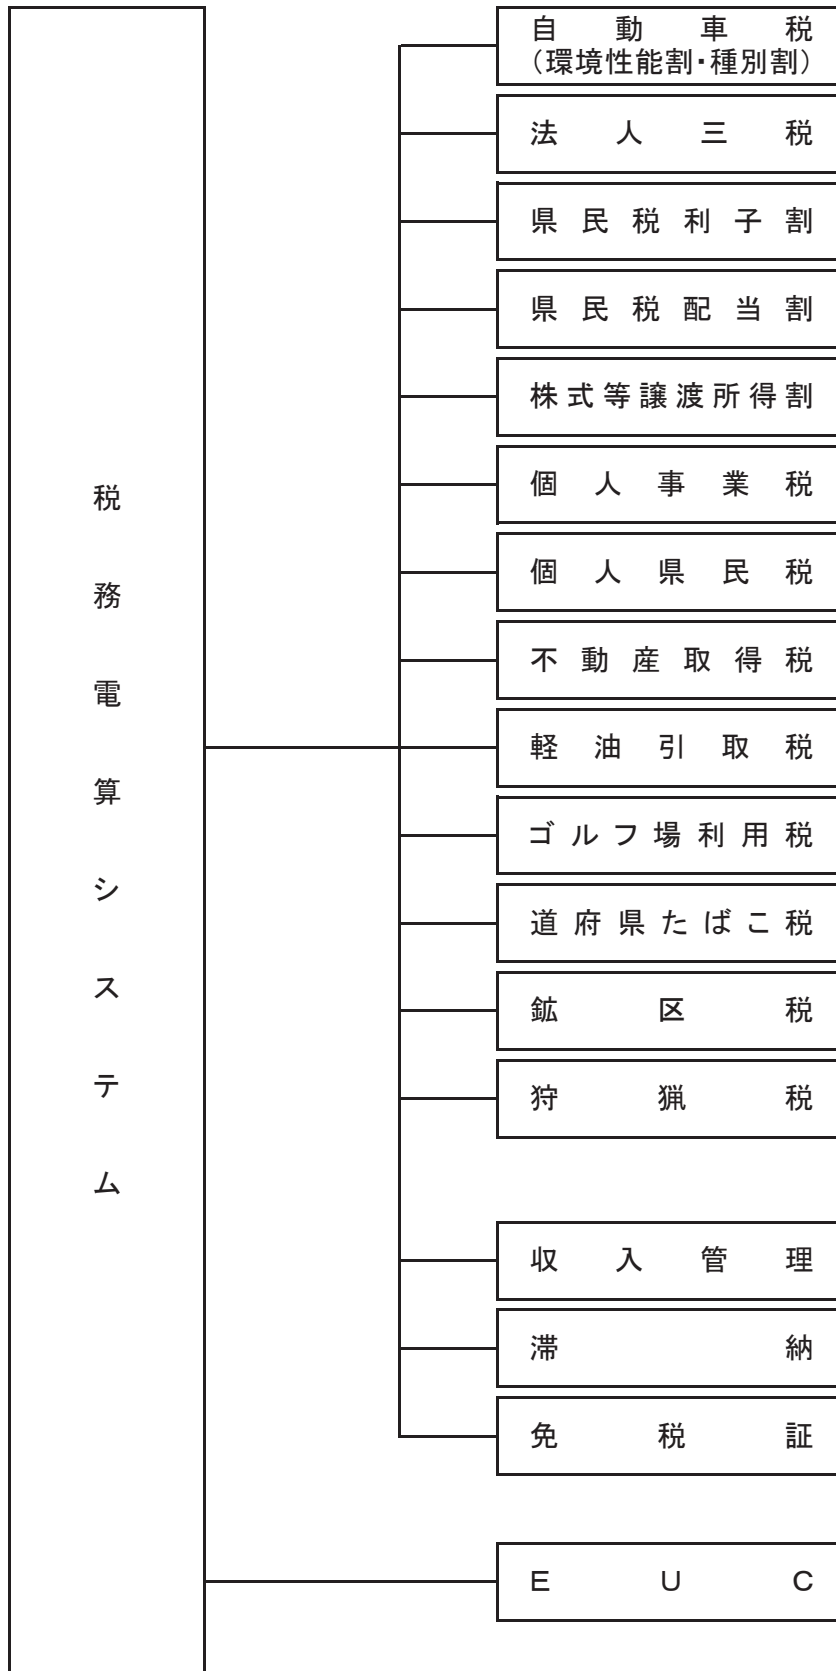 税務電算システム
自動車税
（環境性能割・種別割）
法人三税
県民税利子割
県民税配当割
株式等譲渡所得割
個人事業税
個人県民税
不動産取得税
軽油引取税
ゴルフ場利用税
道府県たばこ税
鉱区税
狩猟税
収入管理
滞納
免税証
ＥＵＣ